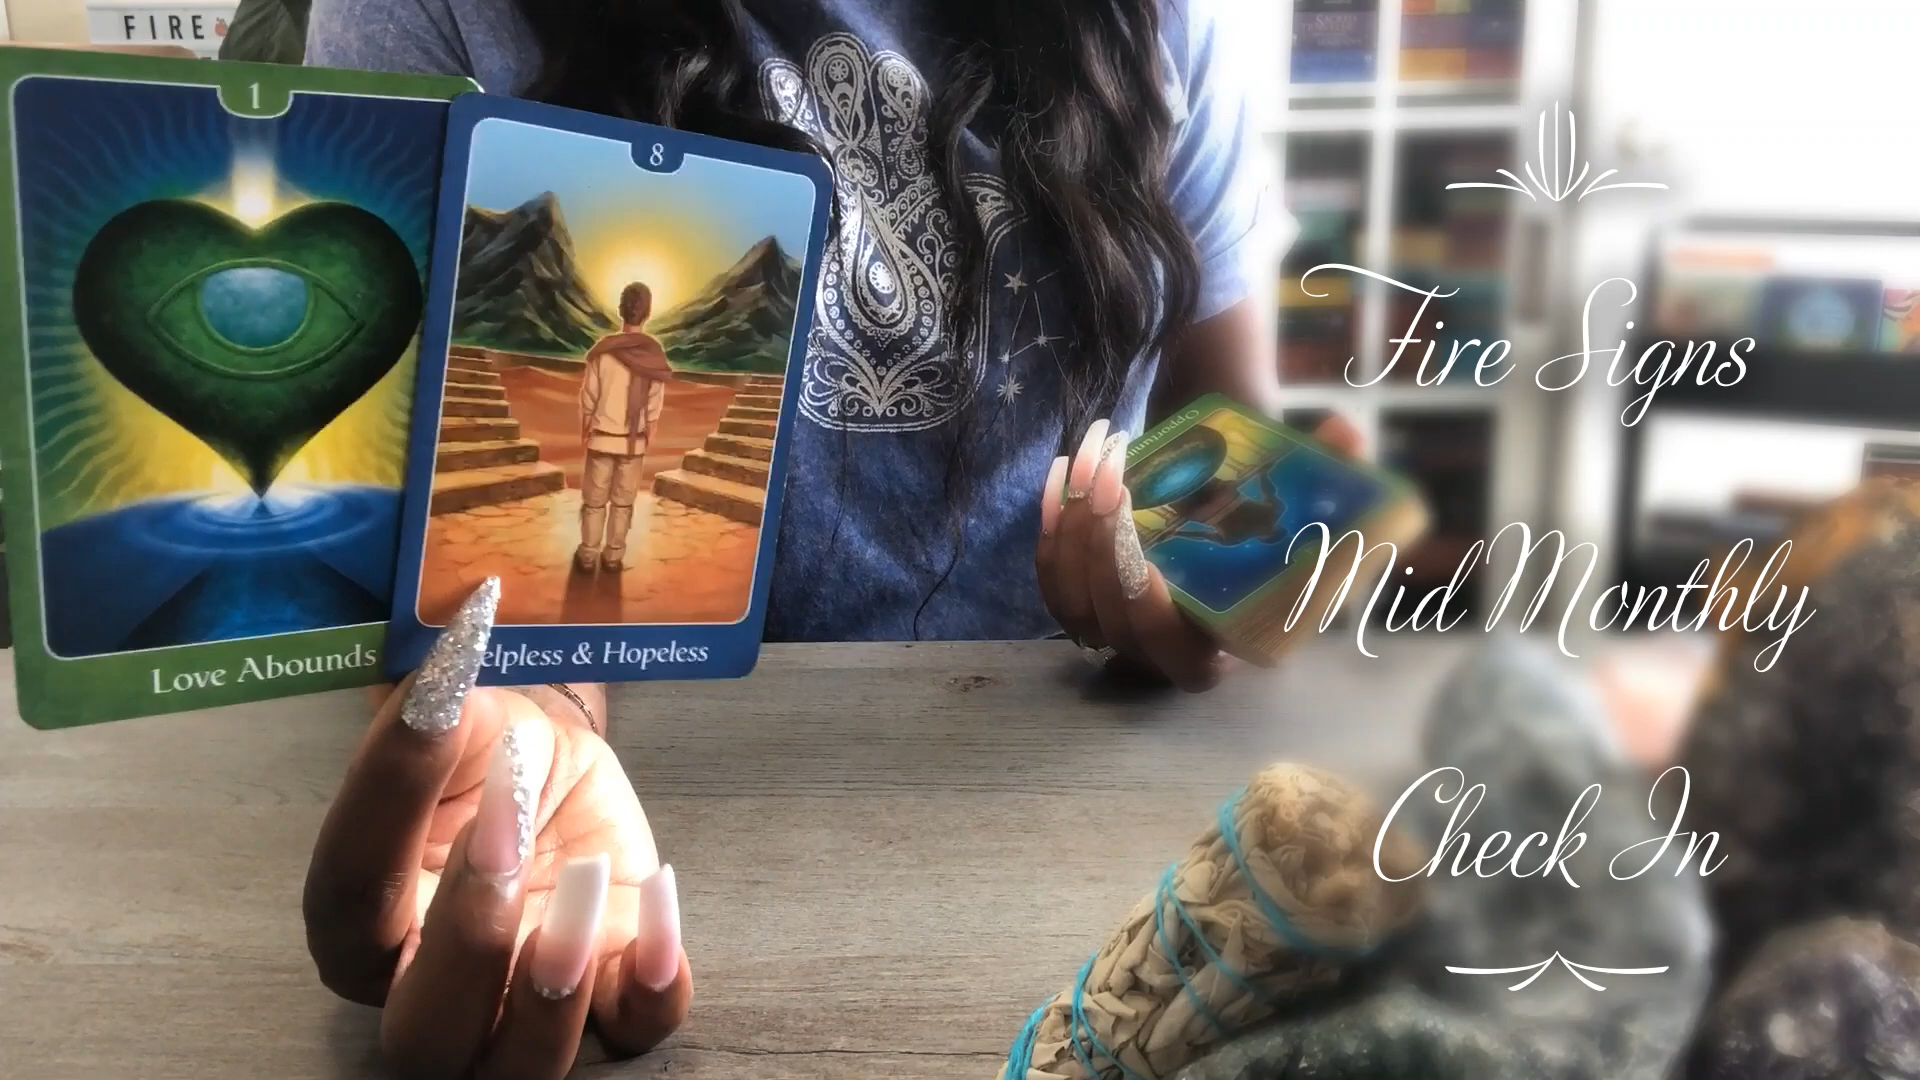 FIRE
1
8
Love Abounds
elpless & Hopeless
Fire Signs
Mid Monthly
Check In